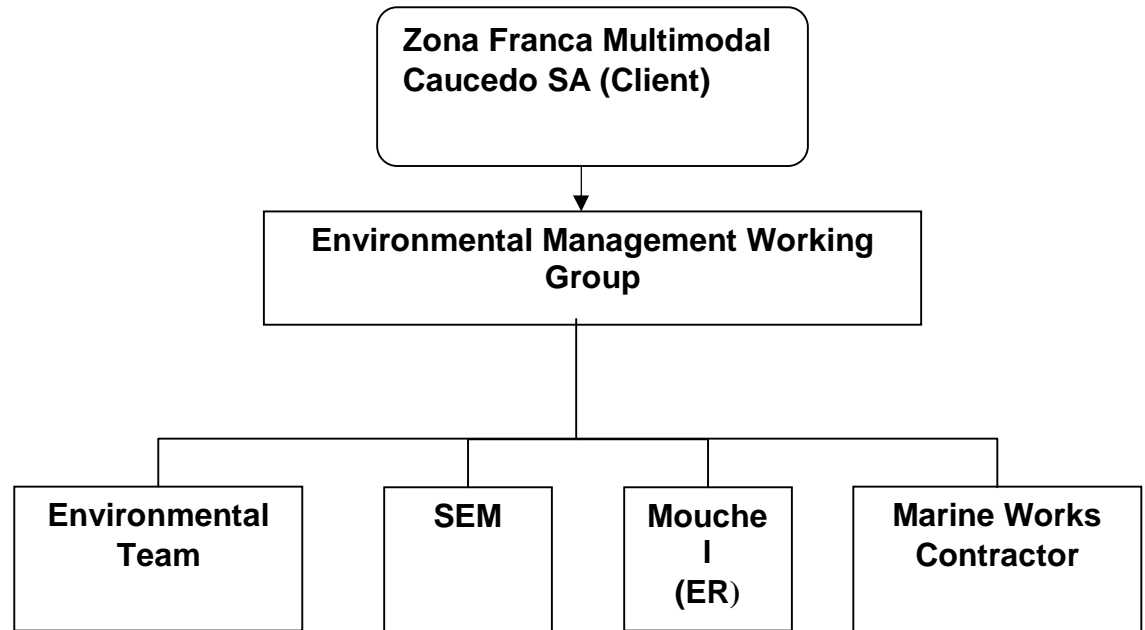 Zona Franca Multimodal
Caucedo SA (Client)
Environmental Management Working
Group
Environmental
Team
SEM
Mouche
l
(ER)
Marine Works
Contractor